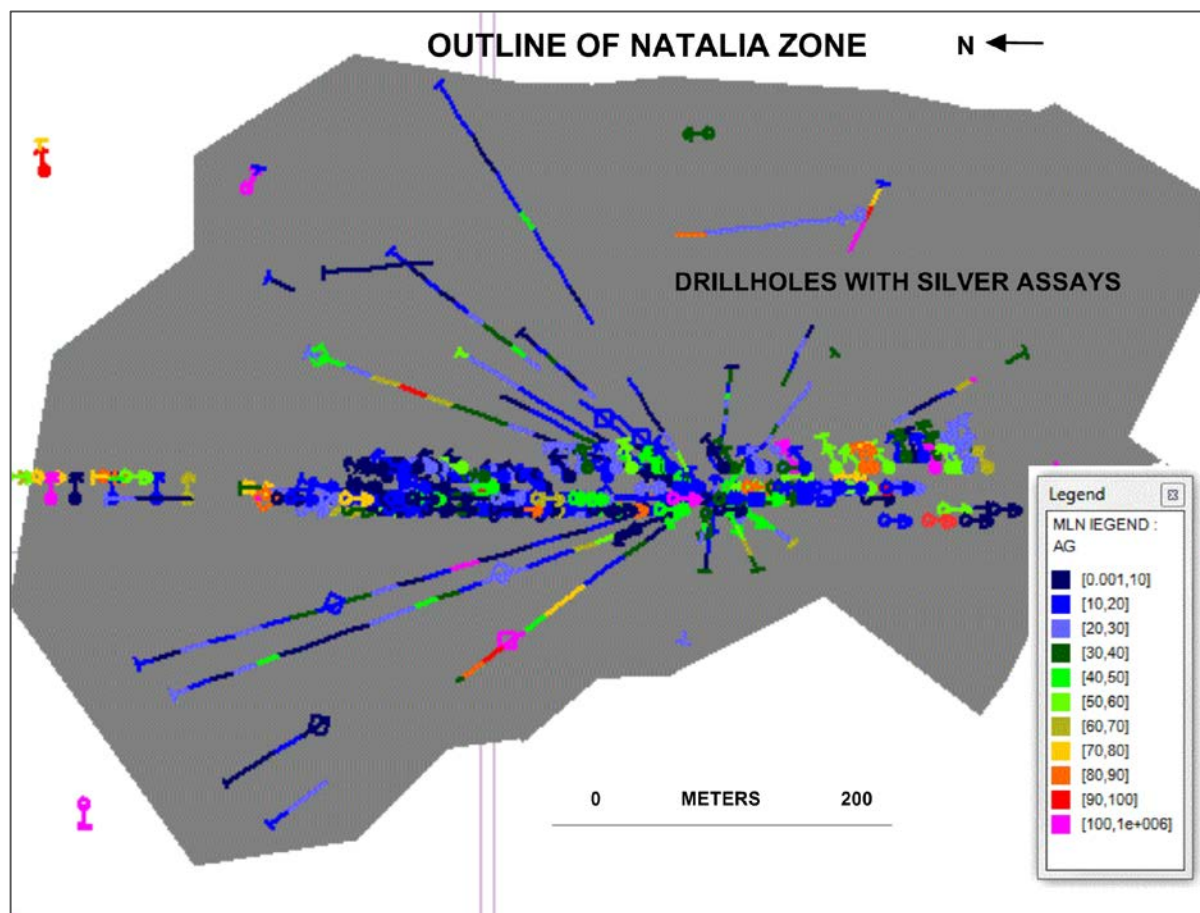 OUTLINE OF NATALIA ZONE
N
DRILLHOLES WITH SILVER ASSAYS
Legend
MLN lEGEND :
AG
[0.001,10]
[10,20]
[20,30]
[30,40]
[40,50]
[50,60]
[60,70]
[70,80]
[80,90]
[90,100]
[100,1e+006]
0 METERS 200